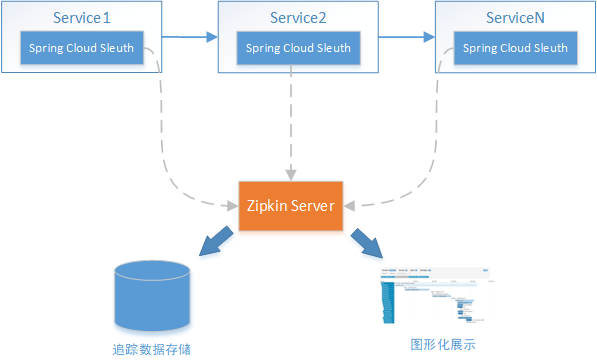 Service1
Service2
ServiceN
Spring Cloud Sleuth
Spring Cloud Sleuth
Spring Cloud Sleuth
Zipkin Server
追踪数据存储
图形化展示